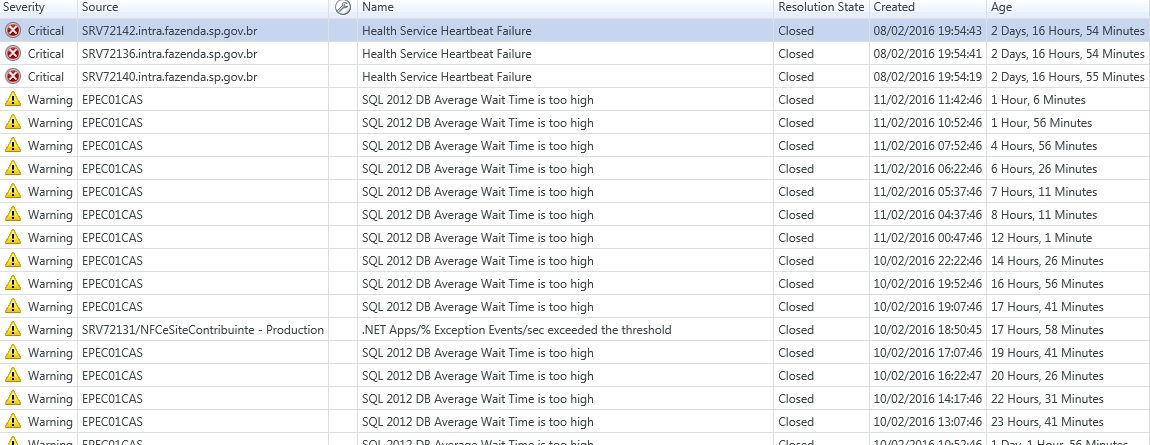 Severity Source Name Resolution State Created Age
Critical SRV72142.intra.fazenda.sp.gov.br Health Service Heartbeat Failure Closed 08/02/2016 19:54:43 2 Days, 16 Hours, 54 Minutes
Critical SRV72136.intra.fazenda.sp.gov.br Health Service Heartbeat Failure Closed 08/02/2016 19:54:41 2 Days, 16 Hours, 54 Minutes
Critical SRV72140.intra.fazenda.sp.gov.br Health Service Heartbeat Failure Closed 08/02/2016 19:54:19 2 Days, 16 Hours, 55 Minutes
Warning EPEC01CAS SQL 2012 DB Average Wait Time is too high Closed 11/02/2016 11:42:46 1 Hour, 6 Minutes
Warning EPEC01CAS SQL 2012 DB Average Wait Time is too high Closed 11/02/2016 10:52:46 1 Hour, 56 Minutes
Warning EPEC01CAS SQL 2012 DB Average Wait Time is too high Closed 11/02/2016 07:52:46 4 Hours, 56 Minutes
Warning EPEC01CAS SQL 2012 DB Average Wait Time is too high Closed 11/02/2016 06:22:46 6 Hours, 26 Minutes
Warning EPEC01CAS SQL 2012 DB Average Wait Time is too high Closed 11/02/2016 05:37:46 7 Hours, 11 Minutes
Warning EPEC01CAS SQL 2012 DB Average Wait Time is too high Closed 11/02/2016 04:37:46 8 Hours, 11 Minutes
Warning EPEC01CAS SQL 2012 DB Average Wait Time is too high Closed 11/02/2016 00:47:46 12 Hours, 1 Minute
Warning EPEC01CAS SQL 2012 DB Average Wait Time is too high Closed 10/02/2016 22:22:46 14 Hours, 26 Minutes
Warning EPEC01CAS SQL 2012 DB Average Wait Time is too high Closed 10/02/2016 19:52:46 16 Hours, 56 Minutes
Warning EPEC01CAS SQL 2012 DB Average Wait Time is too high Closed 10/02/2016 19:07:46 17 Hours, 41 Minutes
Warning SRV72131/NFCeSiteContribuinte - Production .NET Apps/% Exception Events/sec exceeded the threshold Closed 10/02/2016 18:50:45 17 Hours, 58 Minutes
Warning EPEC01CAS SQL 2012 DB Average Wait Time is too high Closed 10/02/2016 17:07:46 19 Hours, 41 Minutes
Warning EPEC01CAS SQL 2012 DB Average Wait Time is too high Closed 10/02/2016 16:22:47 20 Hours, 26 Minutes
Warning EPEC01CAS SQL 2012 DB Average Wait Time is too high Closed 10/02/2016 14:17:46 22 Hours, 31 Minutes
Warning EPEC01CAS SQL 2012 DB Average Wait Time is too high Closed 10/02/2016 13:07:46 23 Hours, 41 Minutes
Warning EPEC01CAS SQL 2012 DB Average Wait Time is too high Closed 10/02/2016 10:52:46 1 Day, 1 Hour, 56 Minutes